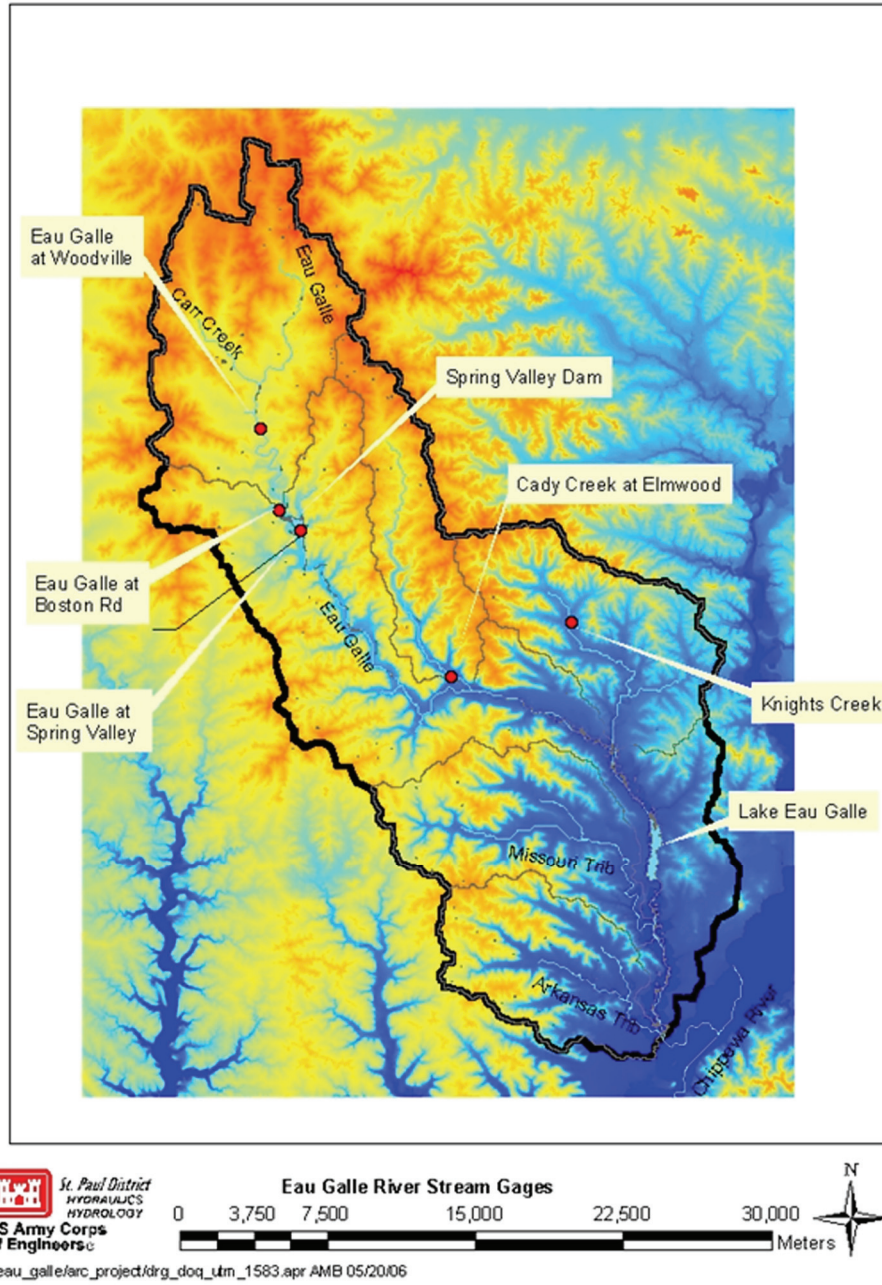 Eau Galle
at Woodville
Eau Galle
Carr Creek
Spring Valley Dam
Cady Creek at Elmwood
Eau Galle at
Boston Rd
Eau Galle
Eau Galle at
Spring Valley
Knights Creek
Lake Eau Galle
Missouri Trib
Arkansas Trib
Chippewa River
St. Paul District
HYDRAULICS
HYDROLOGY
S Army Corps
f Engineers
Eau Galle River Stream Gages
0 3,750 7,500 15,000 22,500 30,000
Meters
N
eau_galle/arc_project/drg_doq_utm_1583.apr AMB 05/20/06